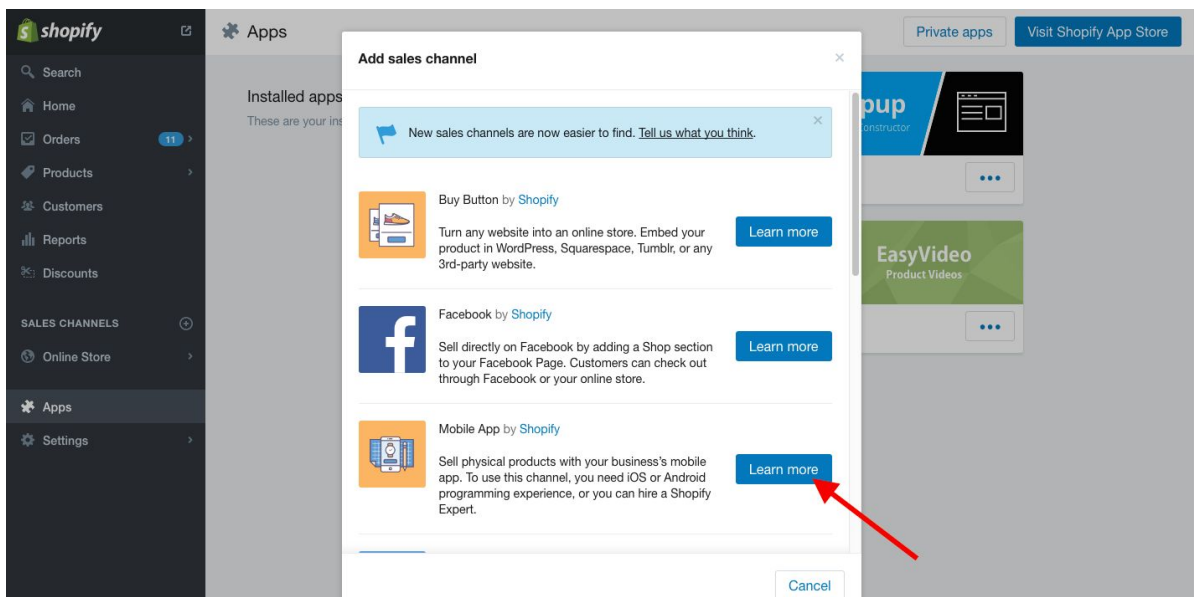 shopify
Apps
Private apps
Visit Shopify App Store
Search
Home
Orders
11
Products
Customers
Reports
Discounts
SALES CHANNELS
Online Store
Apps
Settings
Installed apps
These are your
Add sales channel
New sales channels are now easier to find. Tell us what you think.
Buy Button by Shopify
Turn any website into an online store. Embed your
product in WordPress, Squarespace, Tumblr, or any
3rd-party website.
Learn more
Facebook by Shopify
Sell directly on Facebook by adding a Shop section
to your Facebook Page. Customers can check out
through Facebook or your online store.
Learn more
Mobile App by Shopify
Sell physical products with your business's mobile
app. To use this channel, you need iOS or Android
programming experience, or you can hire a Shopify
Expert.
Learn more
Cancel
pup
onstructor
EasyVideo
Product Videos